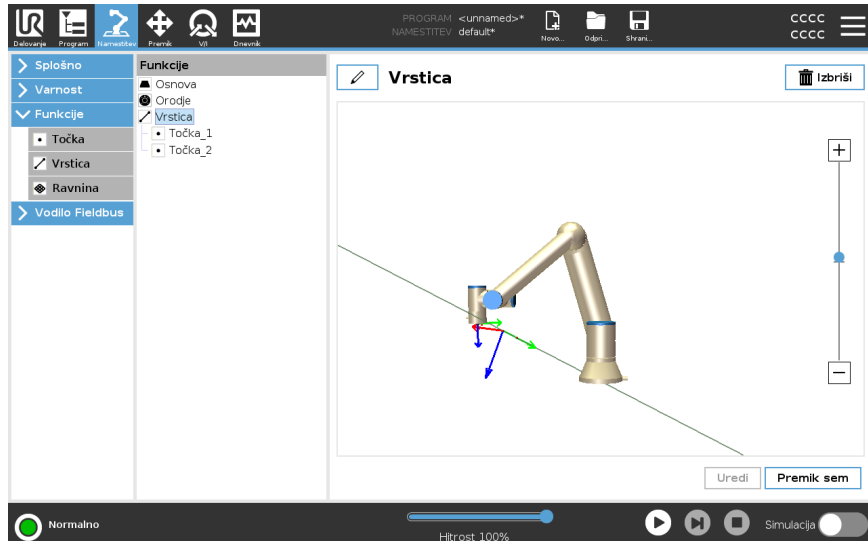 UR
PROGRAM <unnamed>*
NAMESTITEV default*
CCCC
CCCC
Delovanje
Program
Namestitev
Premik
V/I
Dnevnik
Novo...
Odpri...
Shrani...
Splošno
Varnost
Funkcije
Točka
Vrstica
Ravnina
Vodilo Fieldbus
Funkcije
Osnova
Orodje
Vrstica
Točka_1
Točka_2
Vrstica
Izbriši
Uredi
Premik sem
Normalno
Hitrost 100%
Simulacija